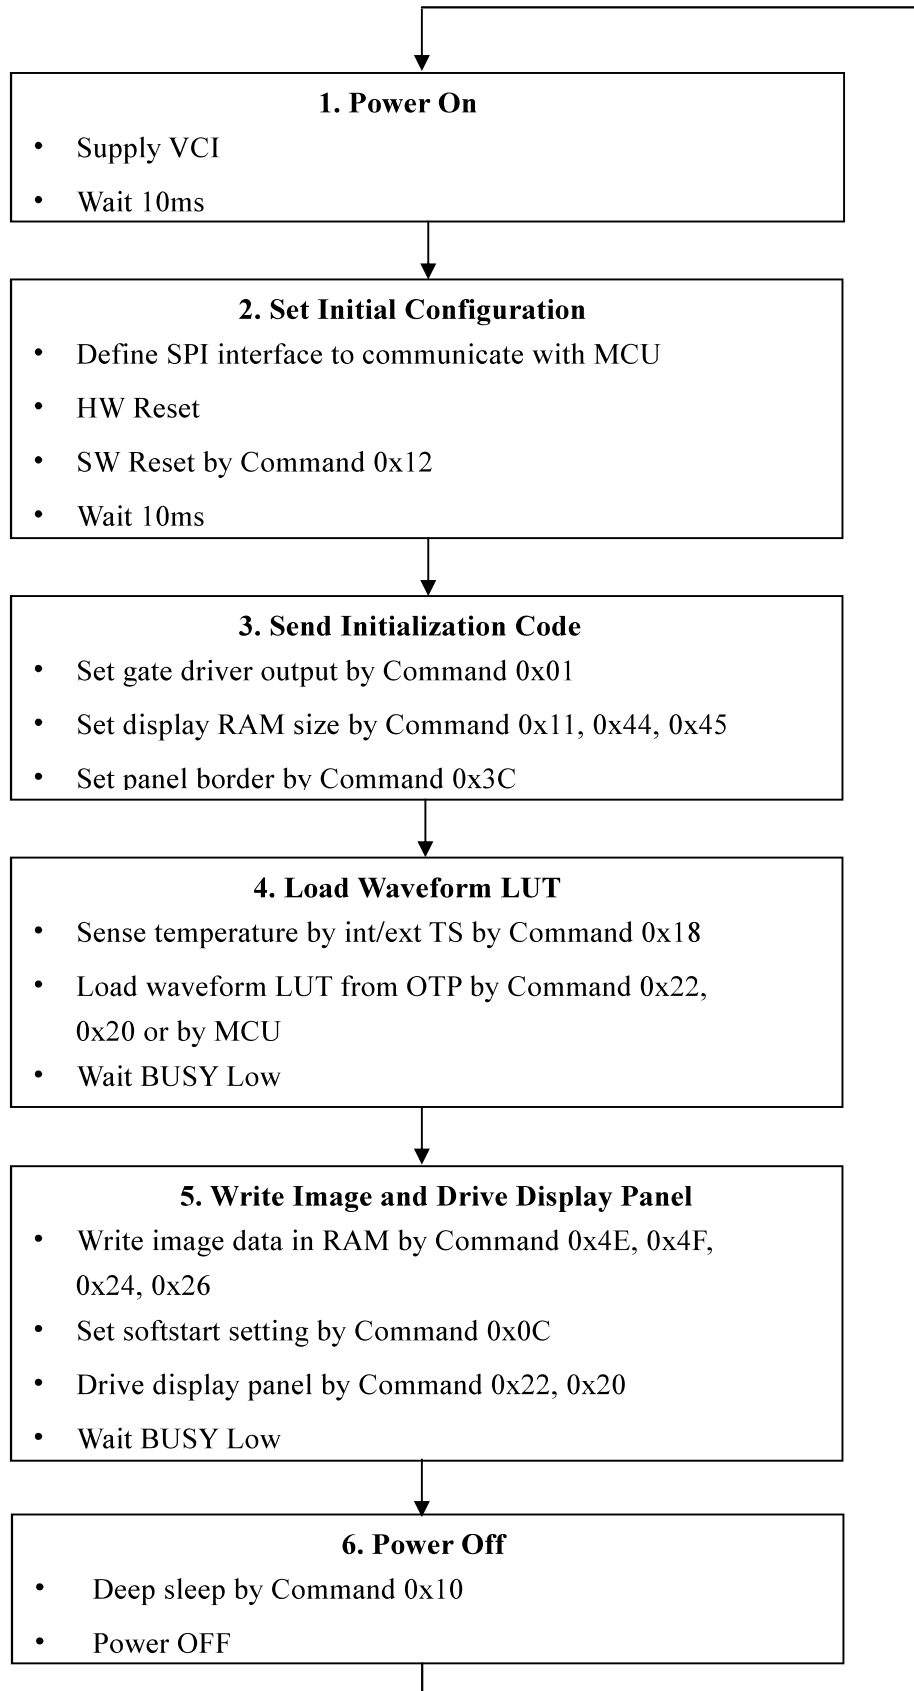 1. Power On
• Supply VCI
• Wait 10ms
2. Set Initial Configuration
• Define SPI interface to communicate with MCU
• HW Reset
• SW Reset by Command 0x12
• Wait 10ms
3. Send Initialization Code
• Set gate driver output by Command 0x01
• Set display RAM size by Command 0x11, 0x44, 0x45
• Set panel border by Command 0x3C
4. Load Waveform LUT
• Sense temperature by int/ext TS by Command 0x18
• Load waveform LUT from OTP by Command 0x22,
0x20 or by MCU
• Wait BUSY Low
5. Write Image and Drive Display Panel
• Write image data in RAM by Command 0x4E, 0x4F,
0x24, 0x26
• Set softstart setting by Command 0x0C
• Drive display panel by Command 0x22, 0x20
• Wait BUSY Low
6. Power Off
• Deep sleep by Command 0x10
• Power OFF